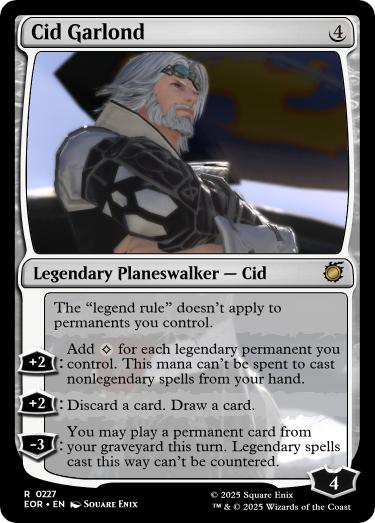 Cid Garlond 4
Legendary Planeswalker — Cid
The “legend rule” doesn’t apply to
permanents you control.
Add ◇ for each legendary permanent you
+2: control. This mana can’t be spent to cast
nonlegendary spells from your hand.
+2: Discard a card. Draw a card.
You may play a permanent card from
-3: your graveyard this turn. Legendary spells
cast this way can’t be countered.
4
R 0227
EOR • EN SQUARE ENIX
© 2025 Square Enix
™ & © 2025 Wizards of the Coast